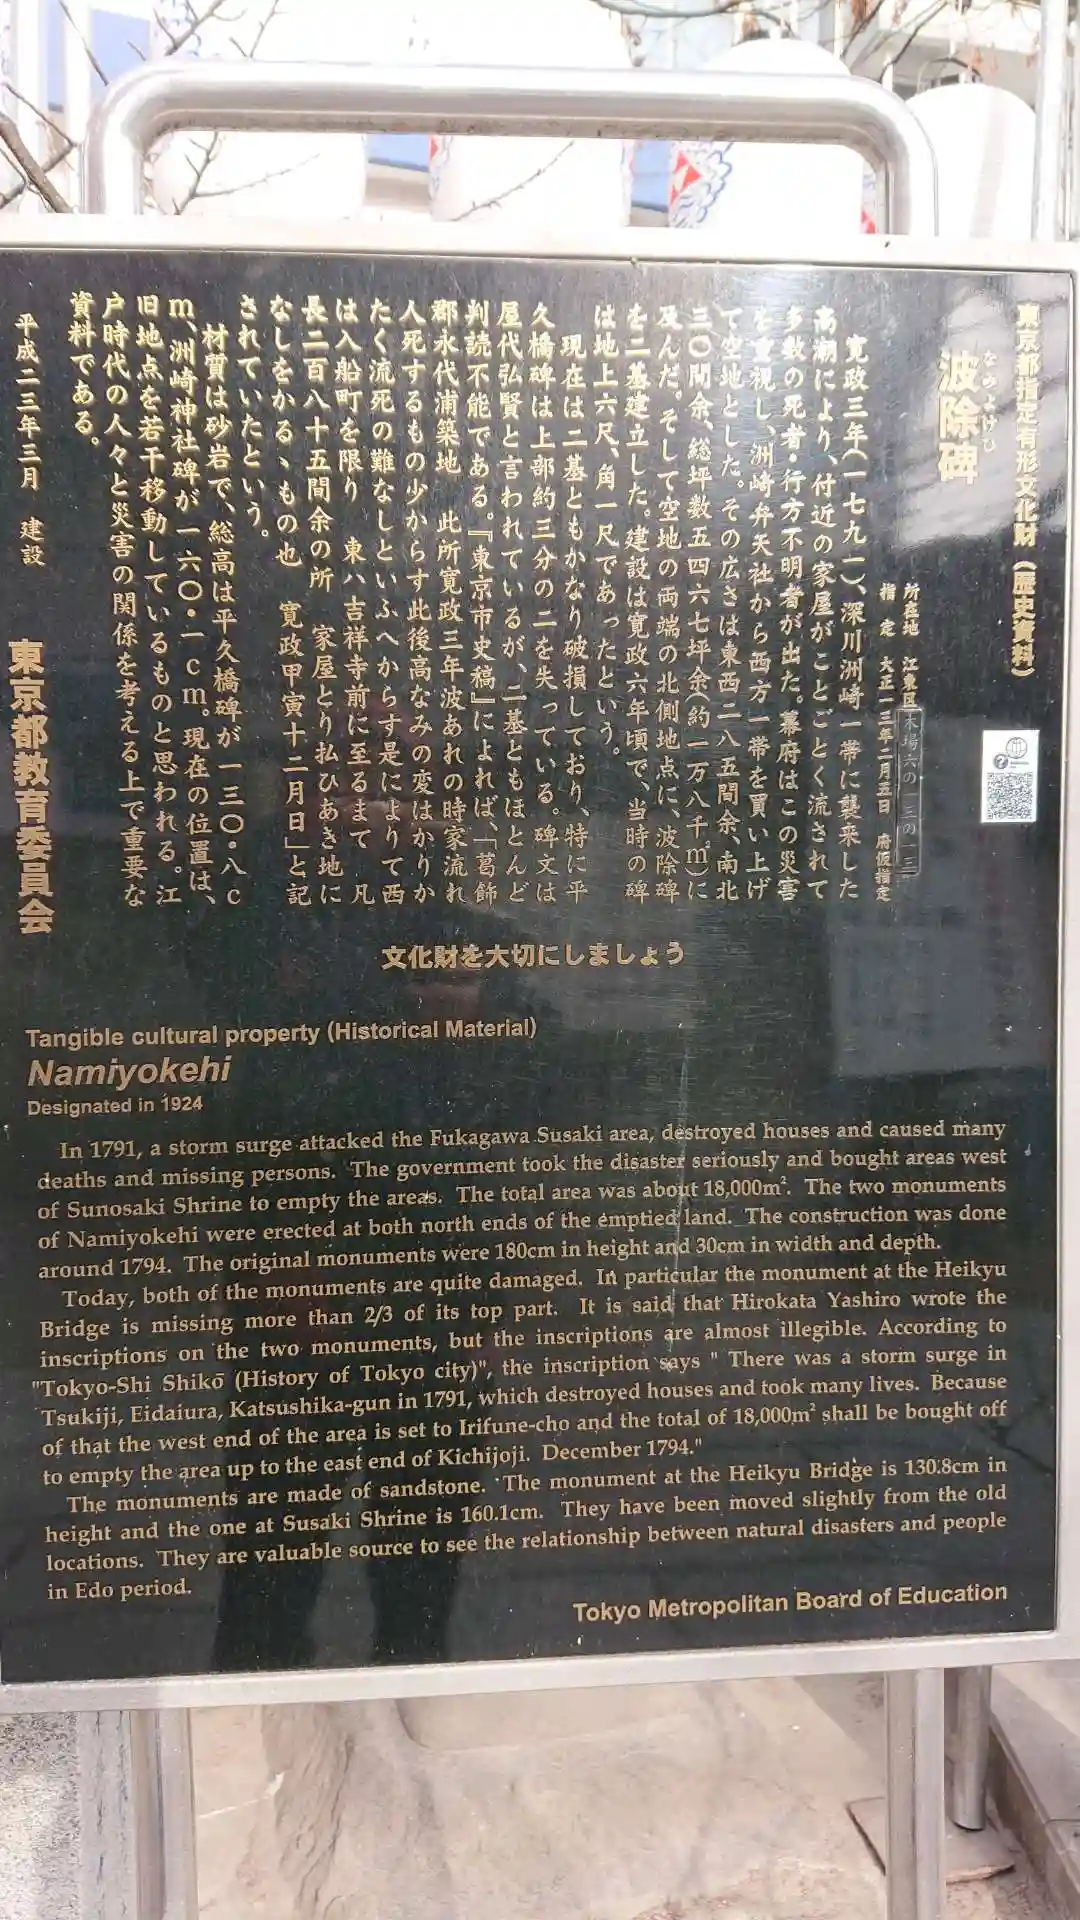 東京都指定有形文化財(歴史資料)
なみよけひ
波除碑
所在地 江東区木場六の一三の一三
指定 大正一三年二月五日 府仮指定
寛政三年(一七九一)、深川洲崎一帯に襲来した
高潮により、付近の家屋がことごとく流されて
多数の死者・行方不明者が出た。幕府はこの災害
を重視し、洲崎弁天社から西方一帯を買い上げ
て空地とした。その広さは東西二八五間余、南北
三〇間余、総坪数五四六七坪余(約一万八千㎡)に
及んだ。そして空地の両端の北側地点に、波除碑
を二基建立した。建設は寛政六年頃で、当時の碑
は地上六尺、角一尺であったという。
現在は二基ともかなり破損しており、特に平
久橋碑は上部約三分の二を失っている。碑文は
屋代弘賢と言われているが、二基ともほとんど
判読不能である。『東京市史稿』によれば、「葛飾
郡永代浦築地 此所寛政三年波あれの時家流れ
人死するもの少からす此後高なみの変はかりか
たく流死の難なしといふへからす是によりて西
は入船町を限り 東ハ吉祥寺前に至るまて 凡
長二百八十五間余の所 家屋とり払ひあき地に
なしをかるゝもの也 寛政甲寅十二月日」と記
されていたという。
材質は砂岩で、総高は平久橋碑が一三〇・八c
m、洲崎神社碑が一六〇・一cm。現在の位置は、
旧地点を若干移動しているものと思われる。江
戸時代の人々と災害の関係を考える上で重要な
資料である。
平成二三年三月 建設
東京都教育委員会
文化財を大切にしましょう
Tangible cultural property (Historical Material)
Namiyokehi
Designated in 1924
In 1791, a storm surge attacked the Fukagawa Susaki area, destroyed houses and caused many
deaths and missing persons. The government took the disaster seriously and bought areas west
of Sunosaki Shrine to empty the areas. The total area was about 18,000m². The two monuments
of Namiyokehi were erected at both north ends of the emptied land. The construction was done
around 1794. The original monuments were 180cm in height and 30cm in width and depth.
Today, both of the monuments are quite damaged. In particular the monument at the Heikyu
Bridge is missing more than 2/3 of its top part. It is said that Hirokata Yashiro wrote the
inscriptions on the two monuments, but the inscriptions are almost illegible. According to
"Tokyo-Shi Shikō (History of Tokyo city)", the inscription says " There was a storm surge in
Tsukiji, Eidaiura, Katsushika-gun in 1791, which destroyed houses and took many lives. Because
of that the west end of the area is set to Irifune-cho and the total of 18,000m² shall be bought off
to empty the area up to the east end of Kichijoji. December 1794."
The monuments are made of sandstone. The monument at the Heikyu Bridge is 130.8cm in
height and the one at Susaki Shrine is 160.1cm. They have been moved slightly from the old
locations. They are valuable source to see the relationship between natural disasters and people
in Edo period.
Tokyo Metropolitan Board of Education